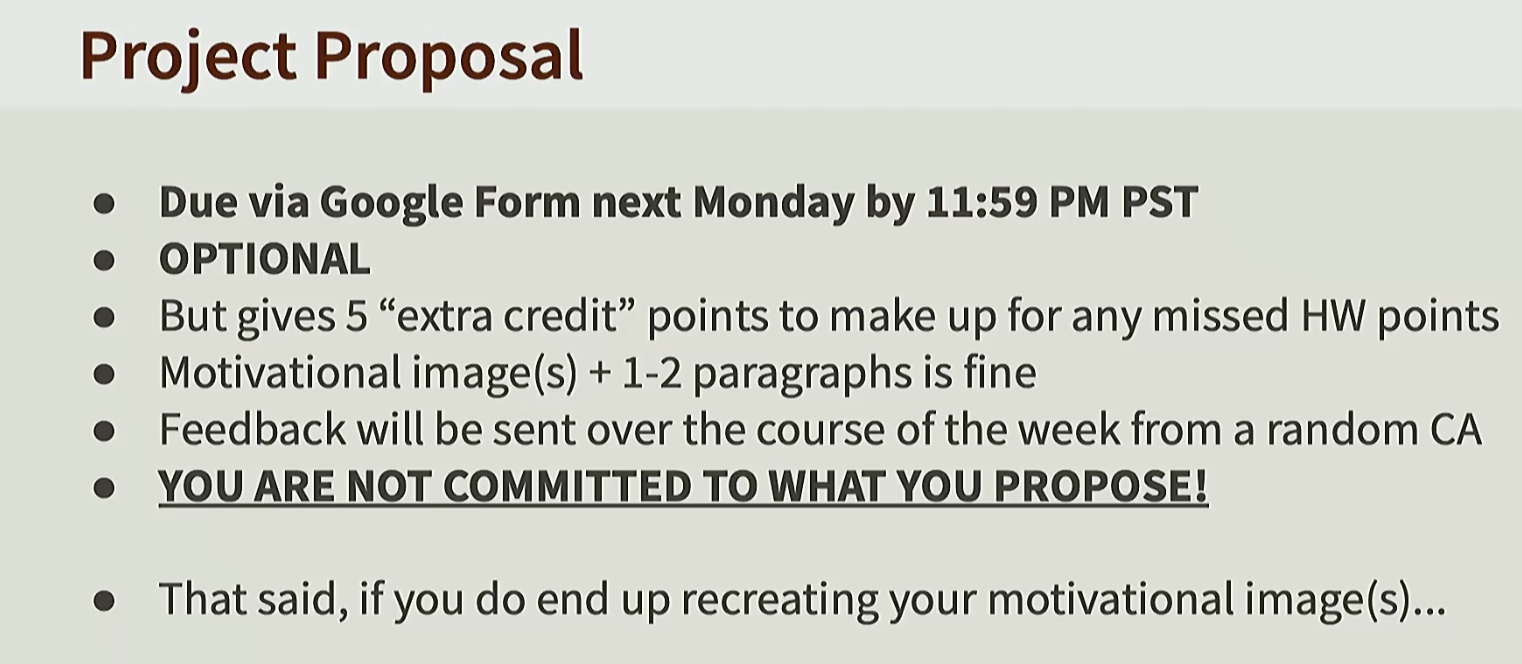 Project Proposal
● Due via Google Form next Monday by 11:59 PM PST
● OPTIONAL
● But gives 5 “extra credit” points to make up for any missed HW points
● Motivational image(s) + 1-2 paragraphs is fine
● Feedback will be sent over the course of the week from a random CA
● YOU ARE NOT COMMITTED TO WHAT YOU PROPOSE!
● That said, if you do end up recreating your motivational image(s)...